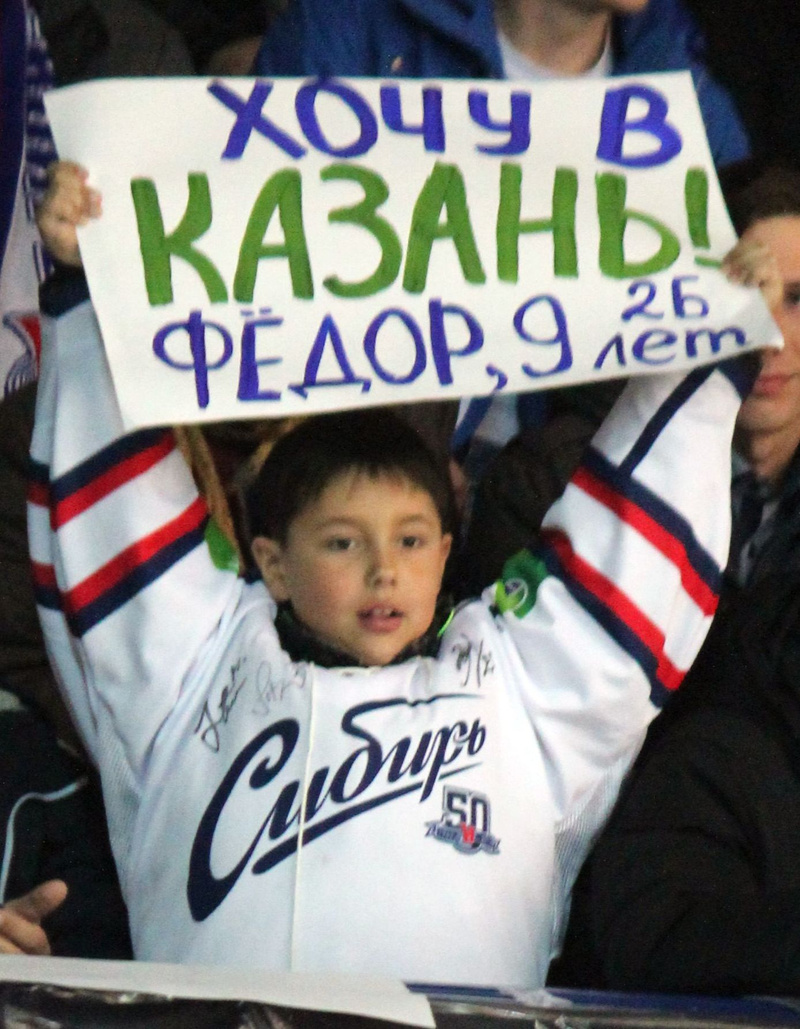 ХОЧУ В
КАЗАНЬ!
ФЁДОР, 9 лет
2Б
Сибирь
50